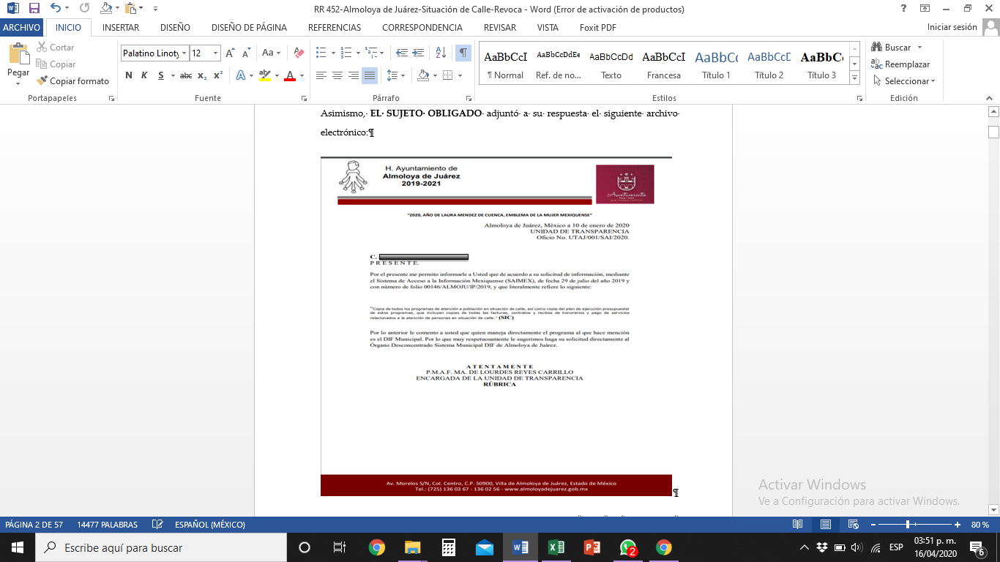 RR 452-Almoloya de Juárez-Situación de Calle-Revoca - Word (Error de activación de productos)
ARCHIVO INICIO INSERTAR DISEÑO DISEÑO DE PÁGINA REFERENCIAS CORRESPONDENCIA REVISAR VISTA Foxit PDF Iniciar sesión
Pegar
Cortar
Copiar
Copiar formato
Portapapeles
Palatino Linoty 12
Fuente
Párrafo
AaBbCcI AaBbCcDdEe AaBbCcDd AaBbCcI AaBbCc AaBbCcD AaBbCc
¶ Normal Ref. de no... Texto Francesa Título 1 Título 2 Título 3
Estilos
Buscar
Reemplazar
Seleccionar
Edición
Asimismo,· EL· SUJETO· OBLIGADO· adjuntó· a· su· respuesta· el· siguiente· archivo·
electrónico:¶
H. Ayuntamiento de
Almoloya de Juárez
2019-2021
Ayuntamiento
"2020, AÑO DE LAURA MENDEZ DE CUENCA, EMBLEMA DE LA MUJER MEXIQUENSE"
Almoloya de Juárez, México a 10 de enero de 2020
UNIDAD DE TRANSPARENCIA
Oficio No. UTAJ/001/SAI/2020.
C.
P R E S E N T E.
Por el presente me permito informarle a Usted que de acuerdo a su solicitud de información, mediante
el Sistema de Acceso a la Información Mexiquense (SAIMEX), de fecha 29 de julio del año 2019 y
con número de folio 00146/ALMOJU/IP/2019, y que literalmente refiere lo siguiente:
"Copia de todos los programas de atención a población en situación de calle, así como copia del plan de ejecución presupuestal
de estos programas, que incluyan copias de todas las facturas, contratos y recibos de honorarios y pago de servicios
relacionados a la atención de personas en situación de calle." (SIC)
Por lo anterior le comento a usted que quien maneja directamente el programa al que hace mención
es el DIF Municipal. Por lo que muy respetuosamente le sugerimos haga su solicitud directamente al
Órgano Desconcentrado Sistema Municipal DIF de Almoloya de Juárez.
A T E N T A M E N T E
P.M.A.F. MA. DE LOURDES REYES CARRILLO
ENCARGADA DE LA UNIDAD DE TRANSPARENCIA
RÚBRICA
Av. Morelos S/N, Col. Centro, C.P. 50900, Villa de Almoloya de Juárez, Estado de México
Tel.: (725) 136 03 67 - 136 02 56 - www.almoloyadejuarez.gob.mx
¶
Activar Windows
Ve a Configuración para activar Windows.
PÁGINA 2 DE 57 14477 PALABRAS ESPAÑOL (MÉXICO) 80 %
Escribe aquí para buscar
2
ESP
03:51 p. m.
16/04/2020
6